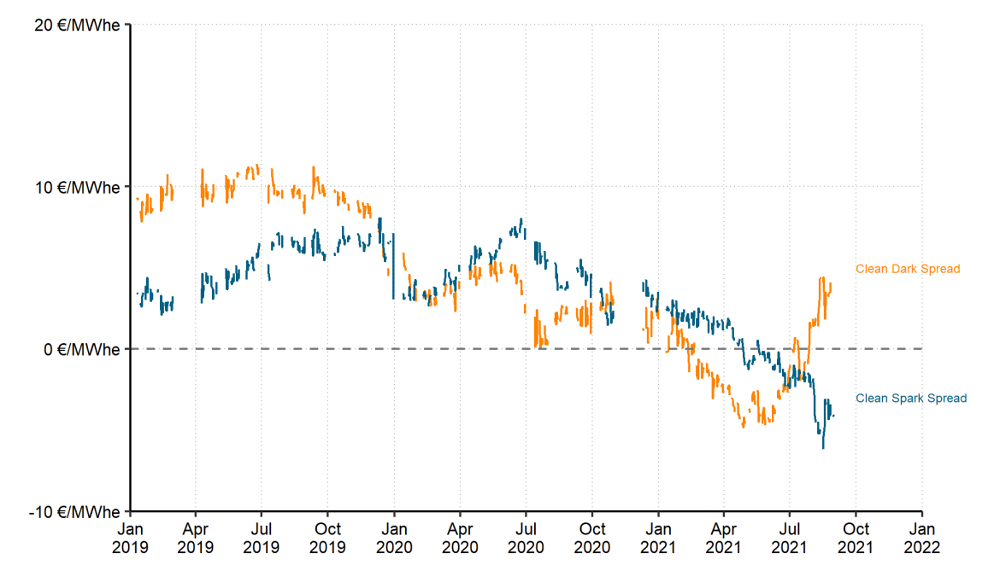 20 €/MWhe
10 €/MWhe
0 €/MWhe
-10 €/MWhe
Clean Dark Spread
Clean Spark Spread
Jan Apr Jul Oct Jan Apr Jul Oct Jan Apr Jul Oct Jan
2019 2019 2019 2019 2020 2020 2020 2020 2021 2021 2021 2021 2022